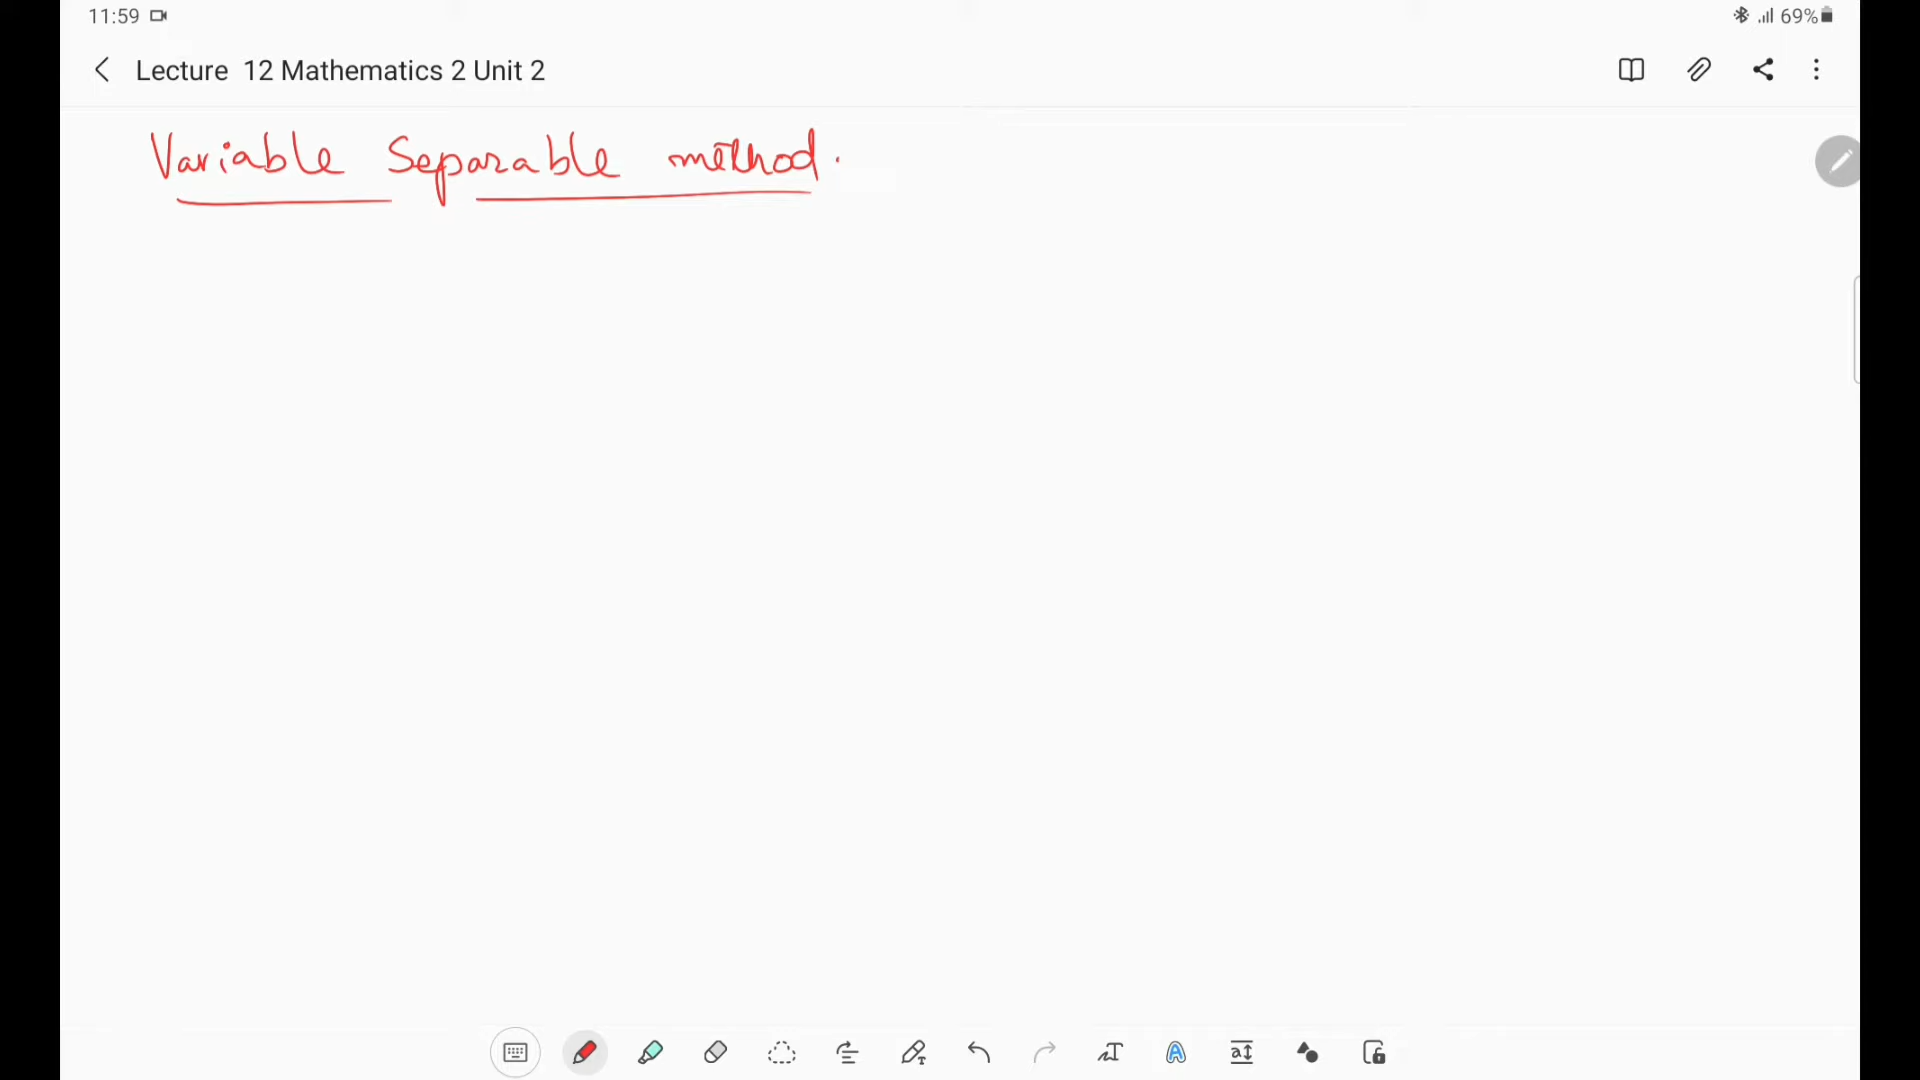 11:59
69%
Lecture 12 Mathematics 2 Unit 2
Variable Separable method.